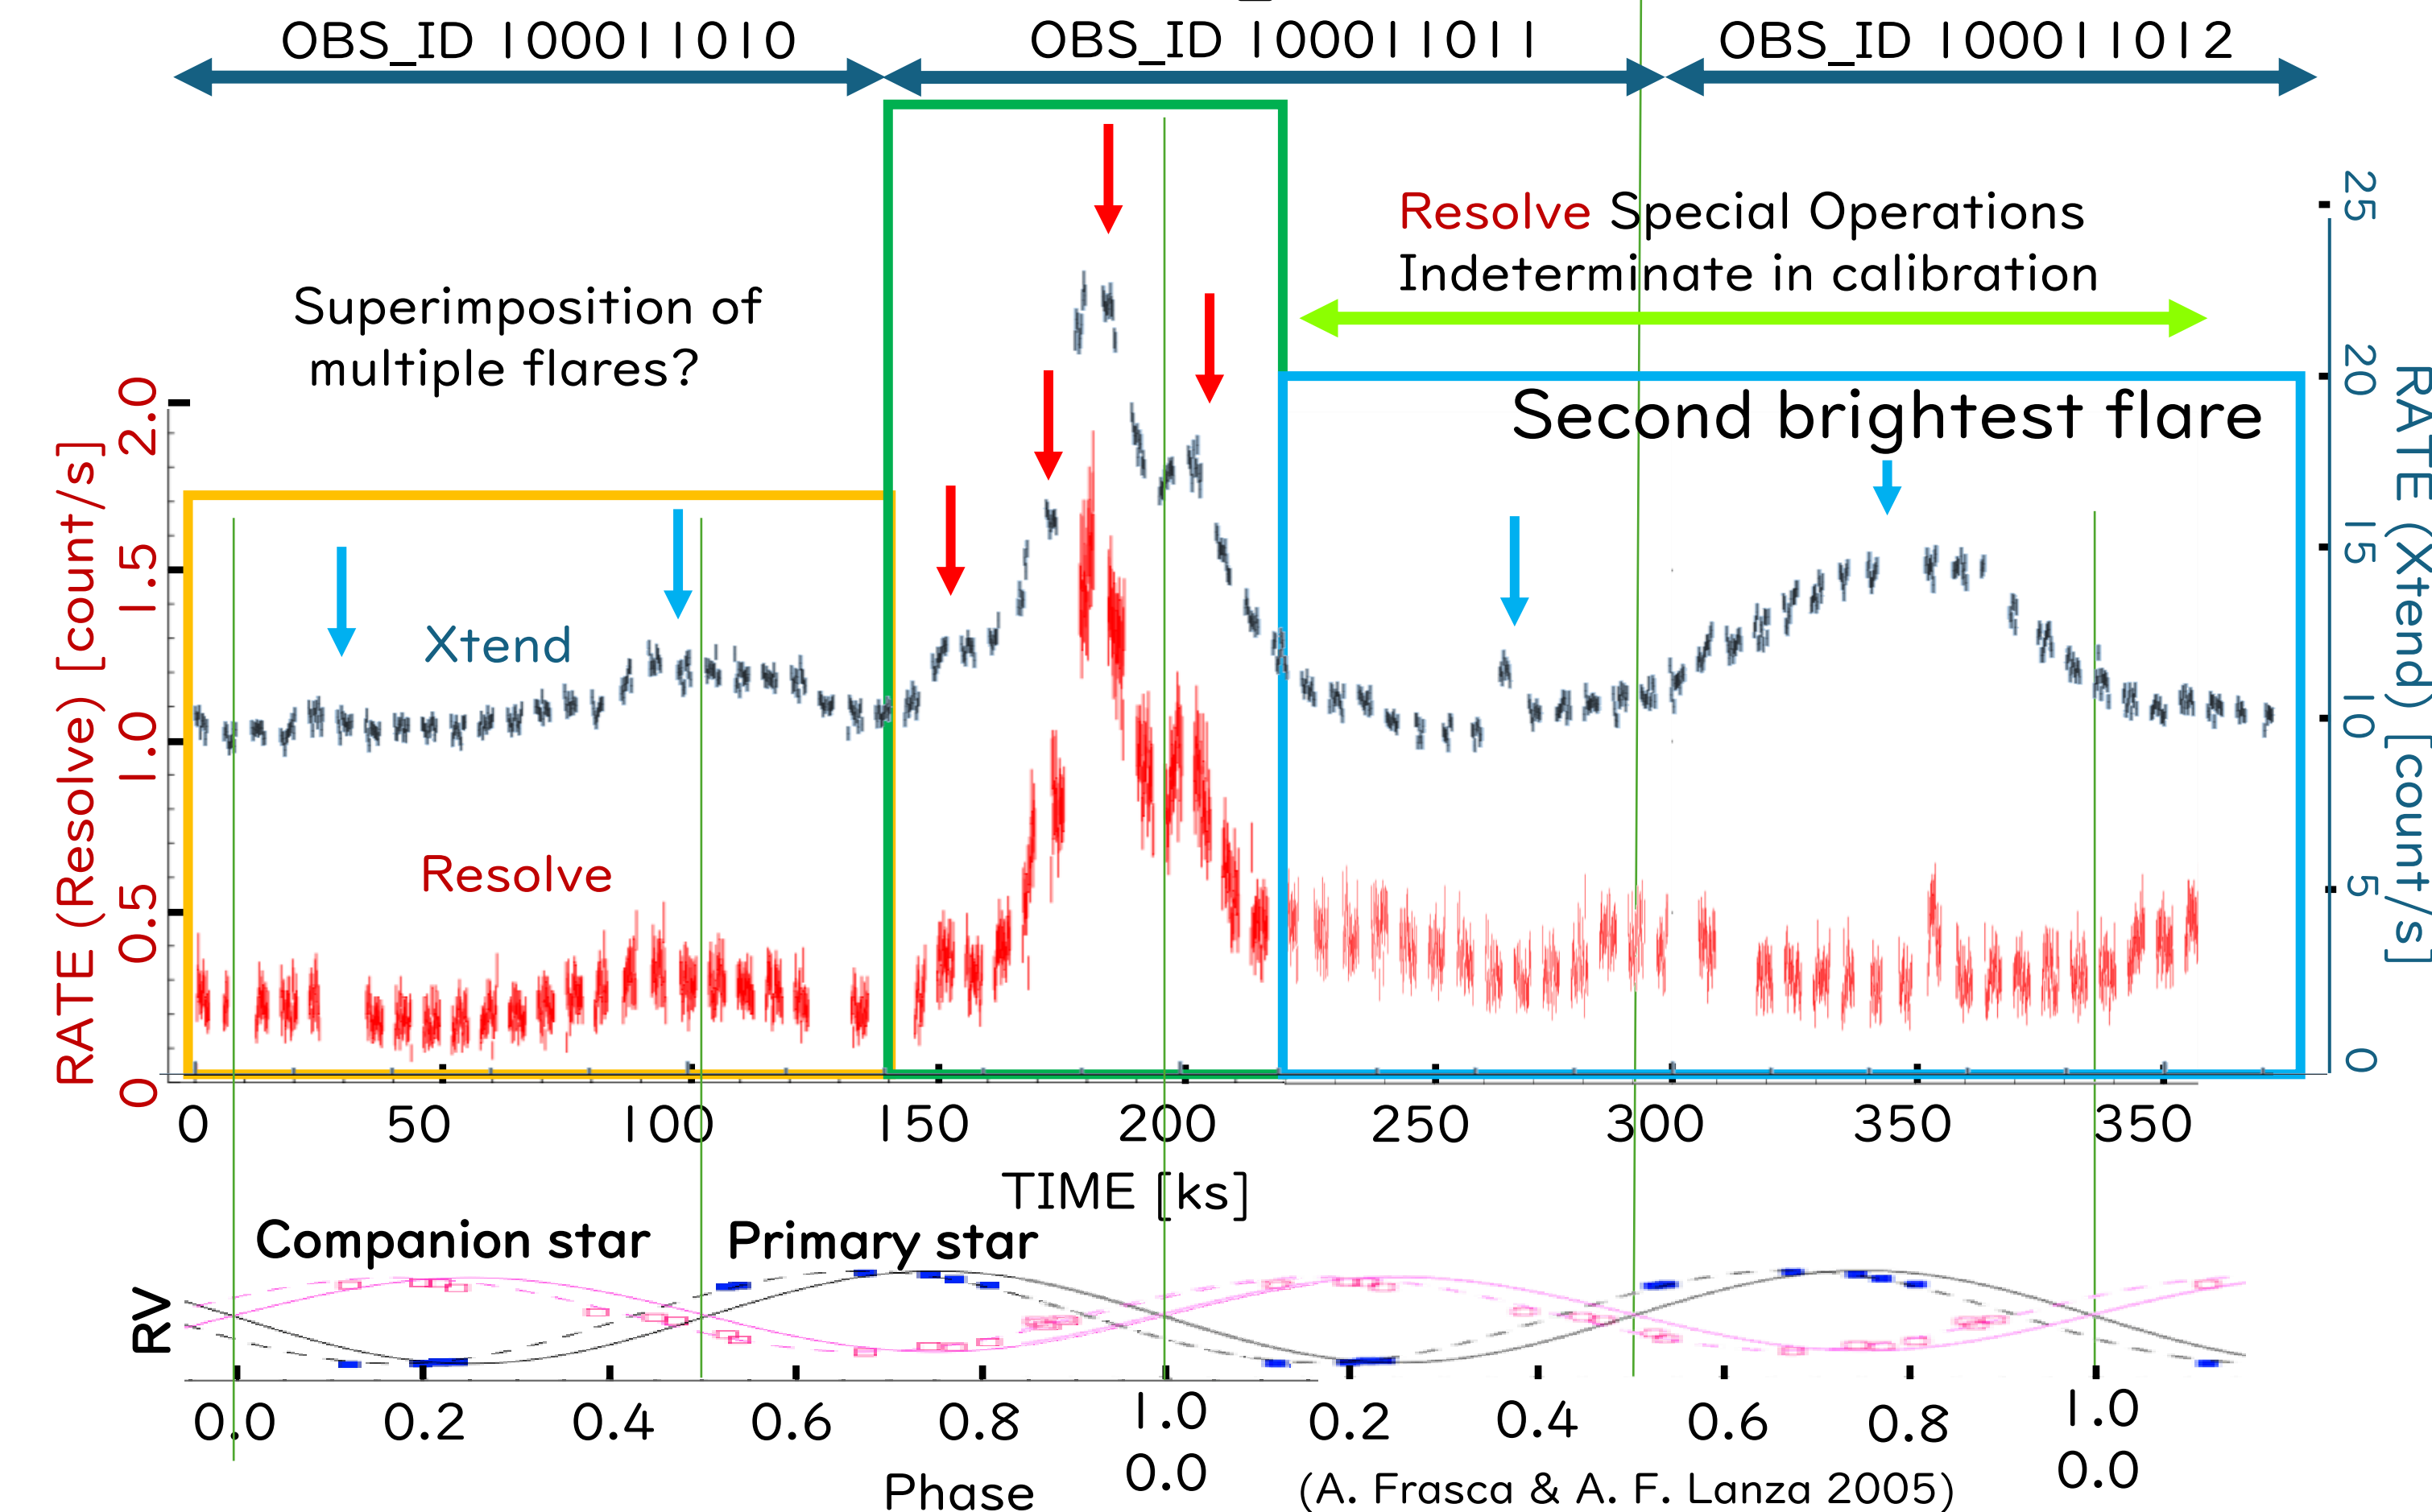 OBS_ID 100011010
OBS_ID 100011011
OBS_ID 100011012
Superimposition of
multiple flares?
Resolve Special Operations
Indeterminate in calibration
Second brightest flare
Xtend
Resolve
RATE (Resolve) [count/s]
2.0
1.5
1.0
0.5
0
RATE (Xtend) [count/s]
25
20
15
10
5
0
0 50 100 150 200 250 300 350 350
TIME [ks]
Companion star
Primary star
RV
0.0 0.2 0.4 0.6 0.8 1.0 0.2 0.4 0.6 0.8 1.0
0.0 0.0
Phase
(A. Frasca & A. F. Lanza 2005)